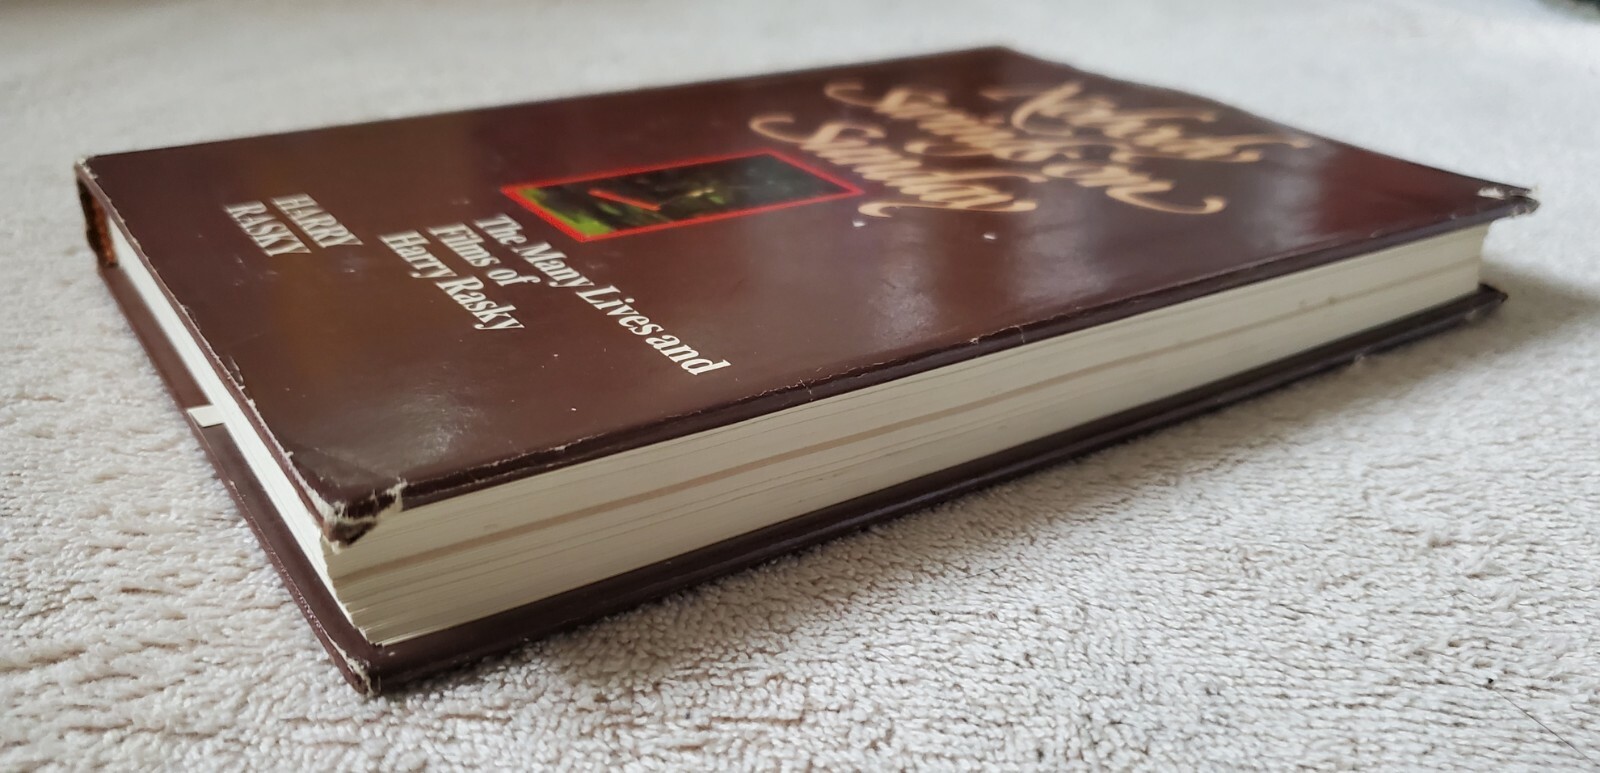 Nobody
Swings on
Sunday
The Many Lives and
Films of
Harry Rasky
HARRY
RASKY